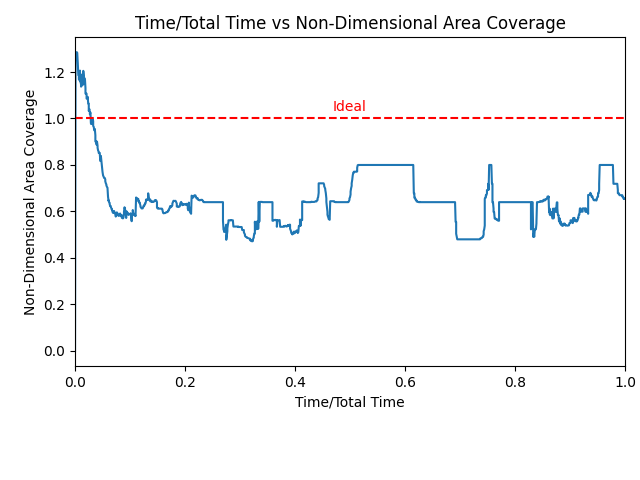 Time/Total Time vs Non-Dimensional Area Coverage
Non-Dimensional Area Coverage
1.2
1.0
0.8
0.6
0.4
0.2
0.0
Ideal
0.0 0.2 0.4 0.6 0.8 1.0
Time/Total Time